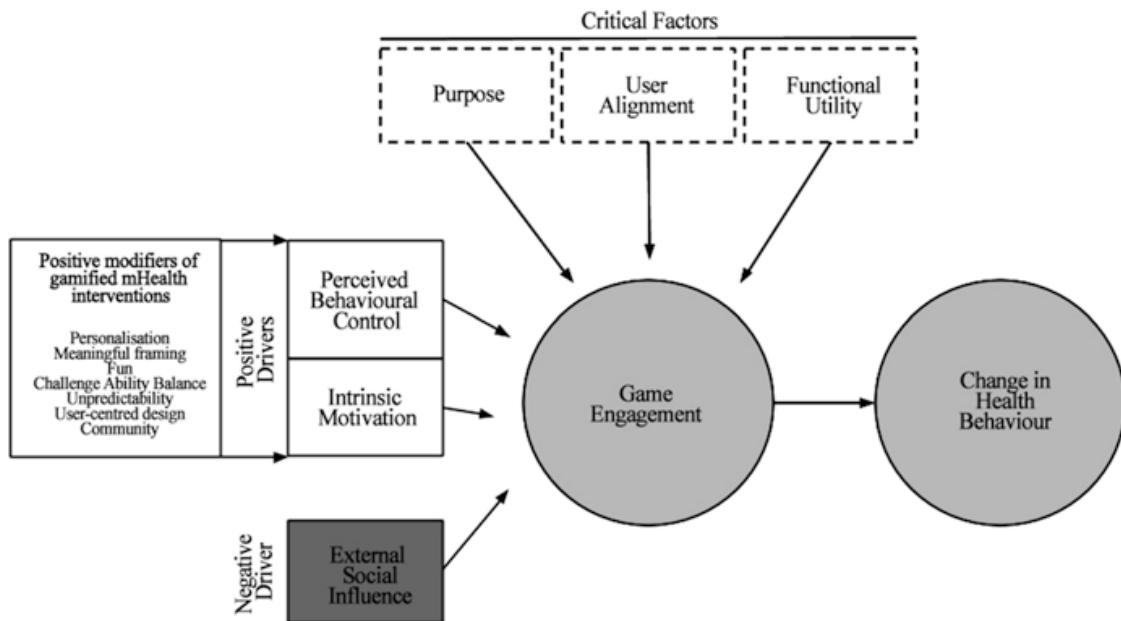 Critical Factors
Purpose
User
Alignment
Functional
Utility
Positive modifiers of
gamified mHealth
interventions
Personalisation
Meaningful framing
Fun
Challenge Ability Balance
Unpredictability
User-centred design
Community
Positive
Drivers
Perceived
Behavioural
Control
Intrinsic
Motivation
Negative
Driver
External
Social
Influence
Game
Engagement
Change in
Health
Behaviour